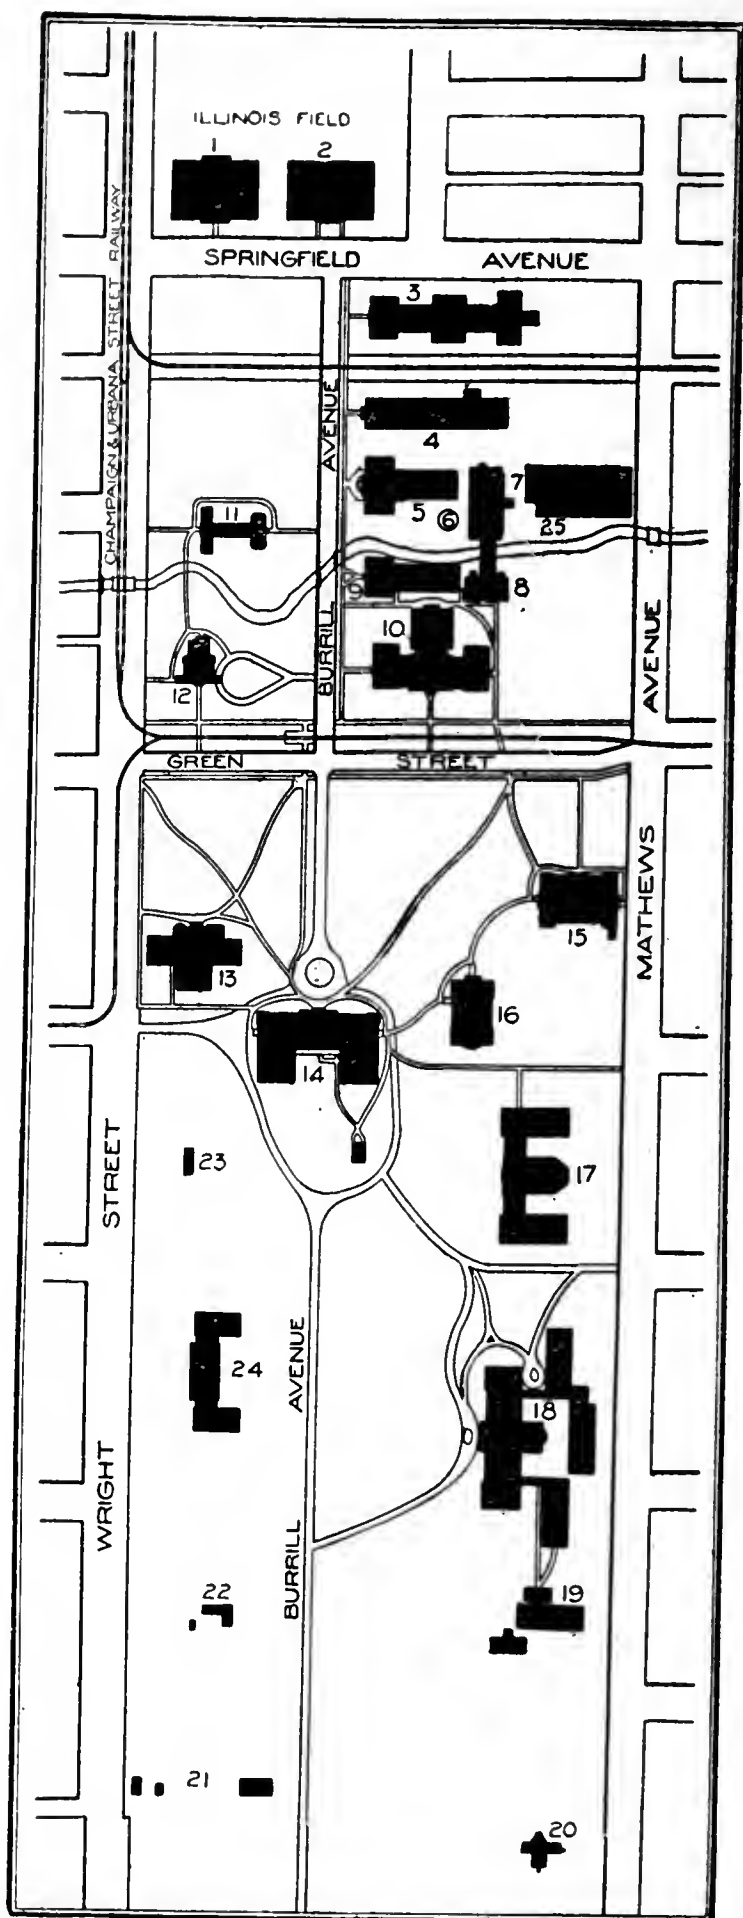 ILLINOIS FIELD
1
2
SPRINGFIELD AVENUE
CHAMPAIGN & URBANA STREET RAILWAY
3
AVENUE
4
5
6
7
25
11
9
8
10
12
BURRILL
AVENUE
GREEN STREET
MATHEWS
13
15
16
14
23
17
STREET
24
AVENUE
18
WRIGHT
BURRILL
22
19
21
20